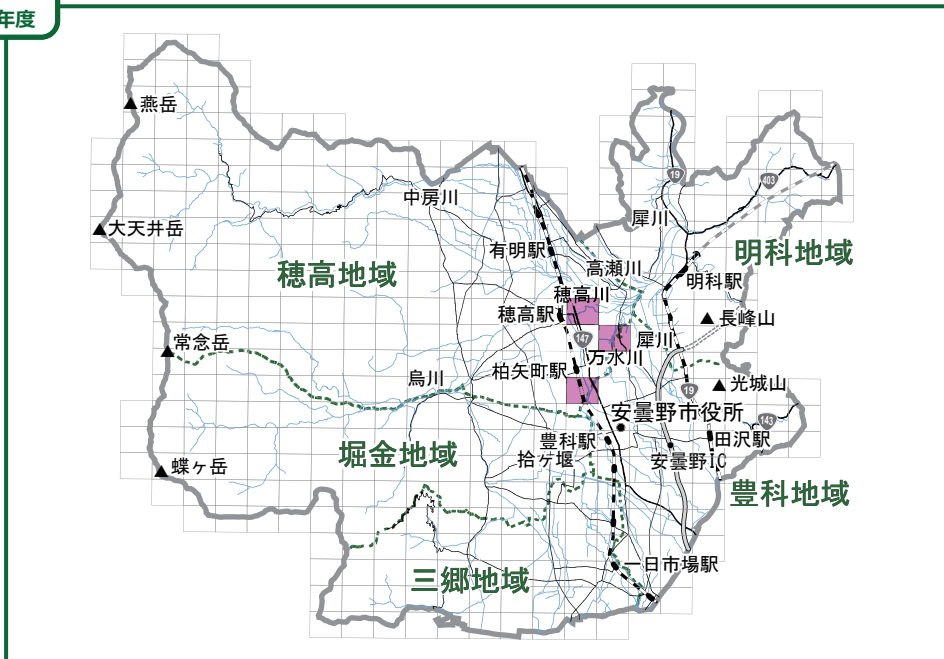 年度
燕岳
19
403
中房川
犀川
大天井岳
有明駅
明科地域
高瀬川
穂高地域
明科駅
穂高川
穂高駅
長峰山
147
犀川
常念岳
万水川
柏矢町駅
烏川
光城山
19
安曇野市役所
143
豊科駅
田沢駅
堀金地域
拾ケ堰
安曇野IC
蝶ヶ岳
豊科地域
一日市場駅
三郷地域